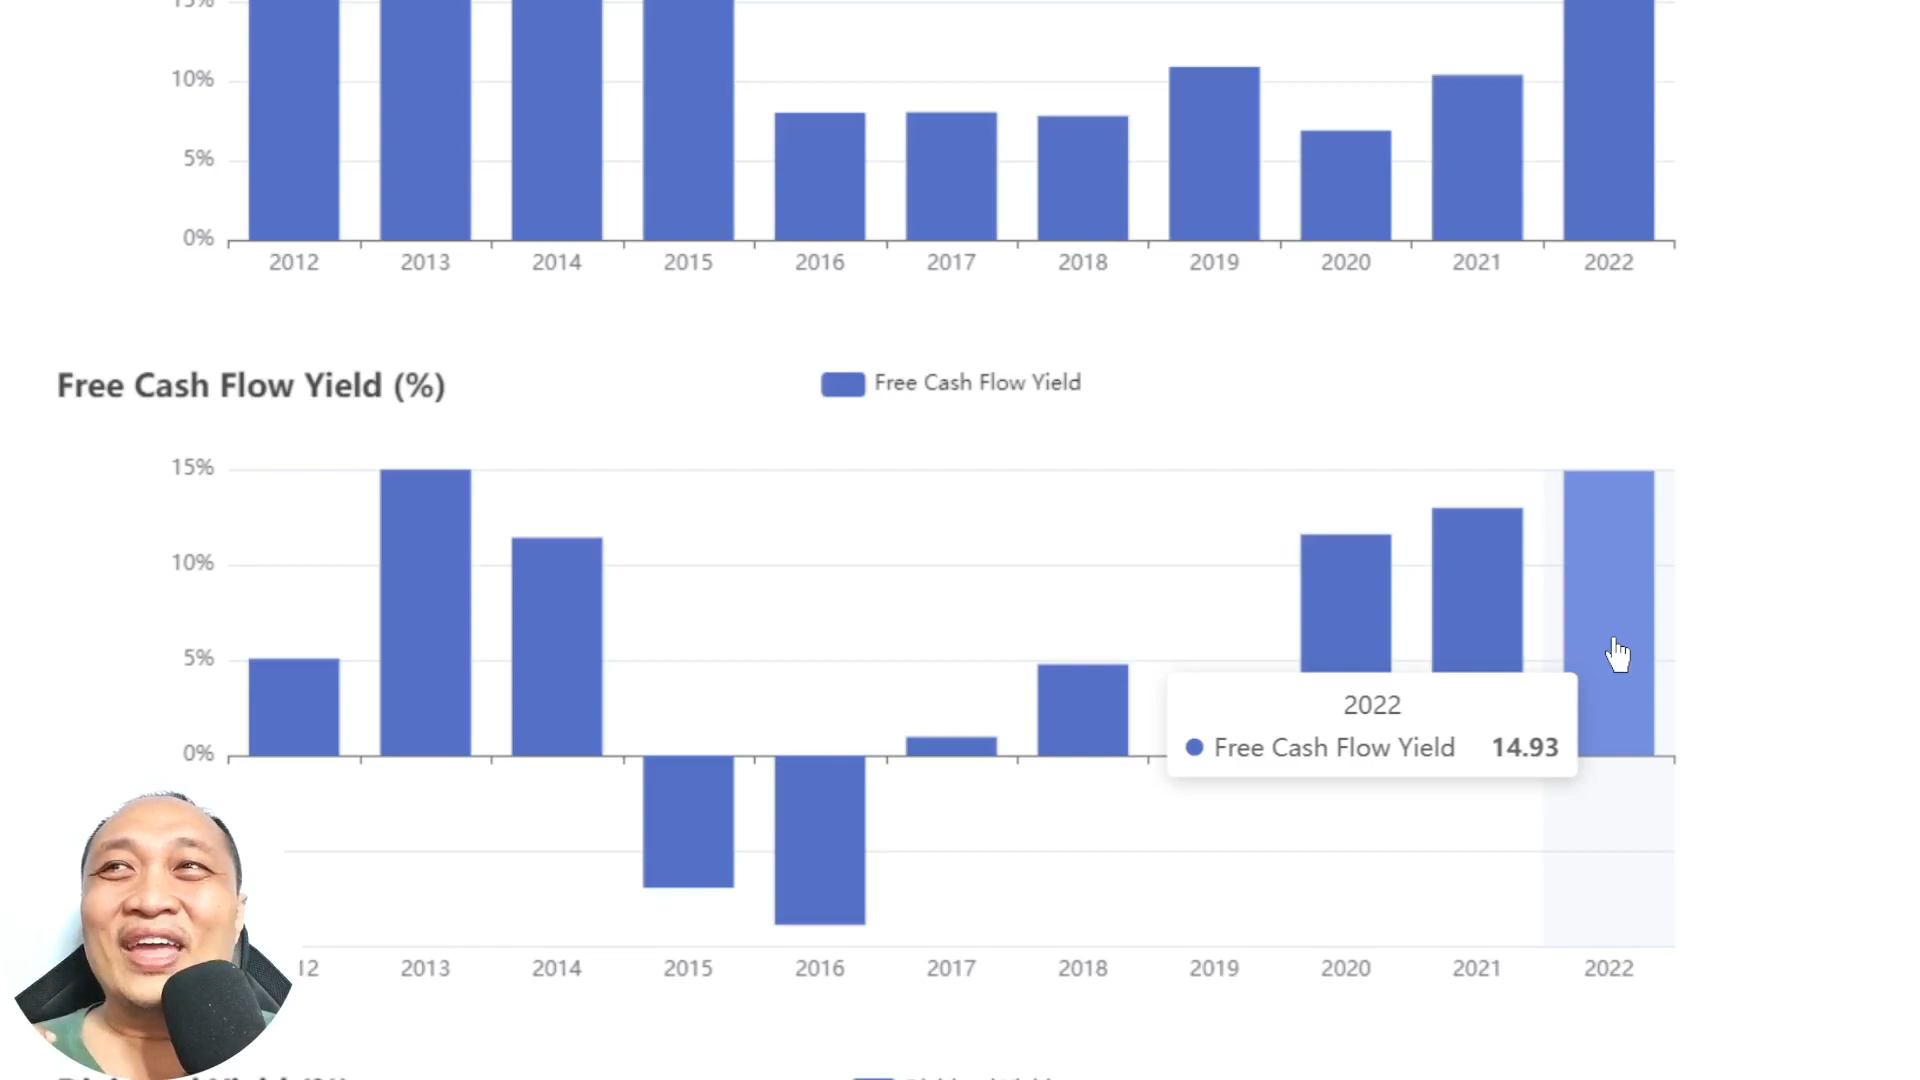 15%
10%
5%
0%
2012 2013 2014 2015 2016 2017 2018 2019 2020 2021 2022
Free Cash Flow Yield (%)
Free Cash Flow Yield
15%
10%
5%
0%
2022
Free Cash Flow Yield 14.93
12 2013 2014 2015 2016 2017 2018 2019 2020 2021 2022